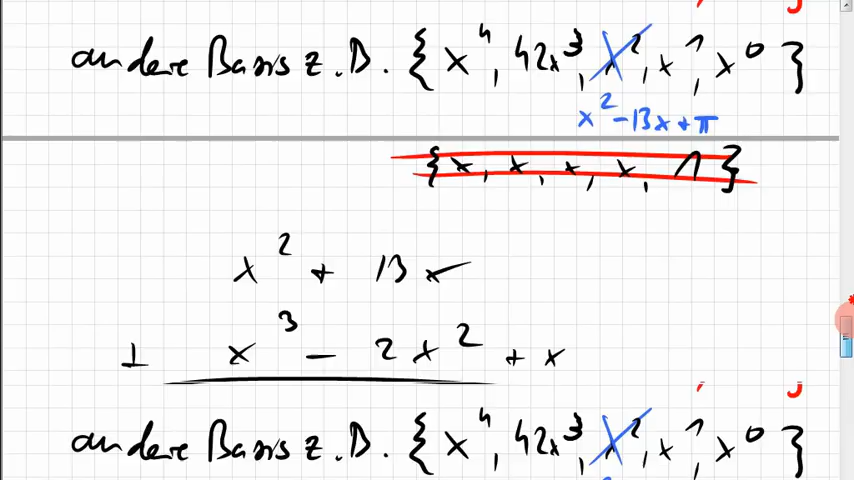 andere Basis z.B. { x⁴, 42x³, x², x¹, x⁰ }
x² - 13x + π
{ x, x, x, x, 1 }
x² + 13x
+ x³ - 2x² + x
andere Basis z.B. { x⁴, 42x³, x², x¹, x⁰ }